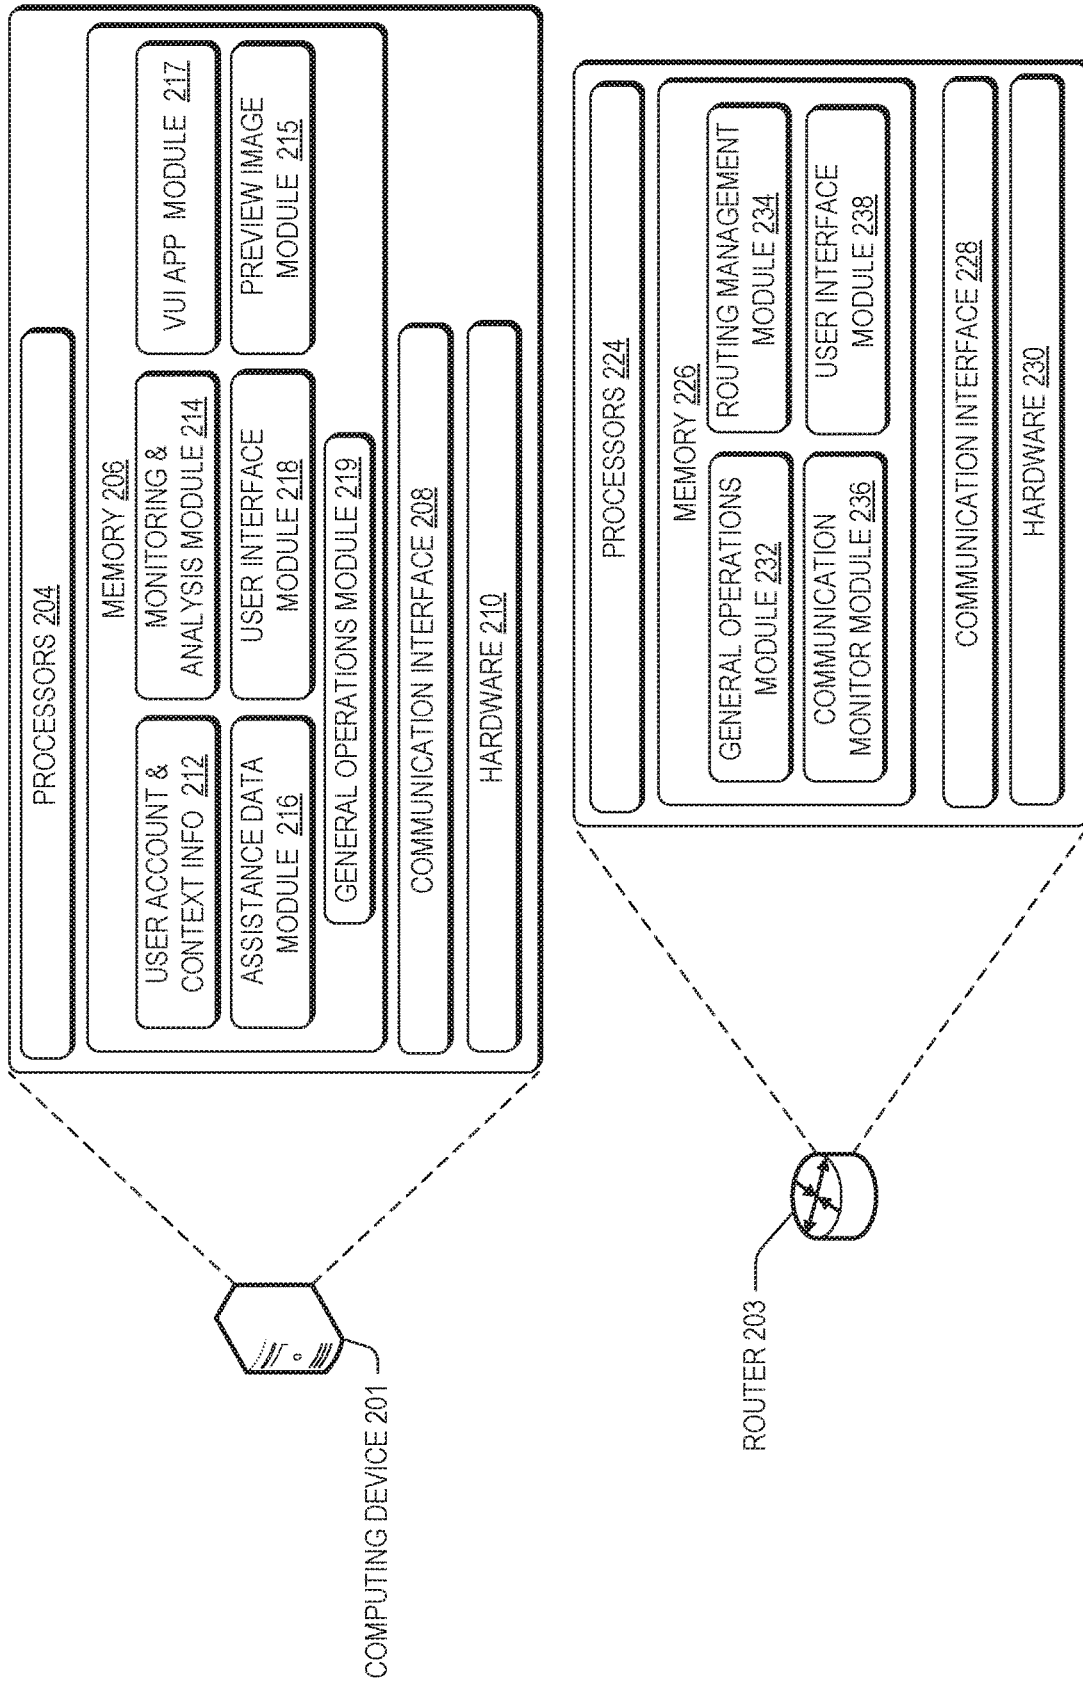 COMPUTING DEVICE 201
PROCESSORS 204
MEMORY 206
USER ACCOUNT &
CONTEXT INFO 212
MONITORING &
ANALYSIS MODULE 214
VUI APP MODULE 217
ASSISTANCE DATA
MODULE 216
USER INTERFACE
MODULE 218
PREVIEW IMAGE
MODULE 215
GENERAL OPERATIONS MODULE 219
COMMUNICATION INTERFACE 208
HARDWARE 210
ROUTER 203
PROCESSORS 224
MEMORY 226
GENERAL OPERATIONS
MODULE 232
ROUTING MANAGEMENT
MODULE 234
COMMUNICATION
MONITOR MODULE 236
USER INTERFACE
MODULE 238
COMMUNICATION INTERFACE 228
HARDWARE 230